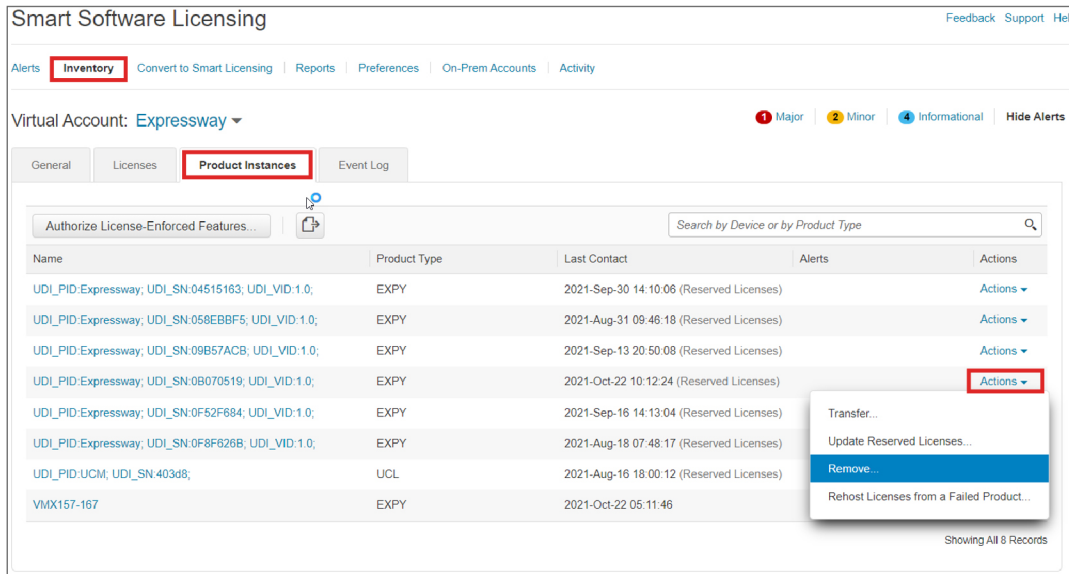 Smart Software Licensing
Feedback Support Hel
Alerts Inventory Convert to Smart Licensing Reports Preferences On-Prem Accounts Activity
Virtual Account: Expressway
1 Major 2 Minor 4 Informational Hide Alerts
General Licenses Product Instances Event Log
Authorize License-Enforced Features...
Search by Device or by Product Type
Name Product Type Last Contact Alerts Actions
UDI_PID:Expressway; UDI_SN:04515163; UDI_VID:1.0; EXPY 2021-Sep-30 14:10:06 (Reserved Licenses) Actions
UDI_PID:Expressway; UDI_SN:058EBBF5; UDI_VID:1.0; EXPY 2021-Aug-31 09:46:18 (Reserved Licenses) Actions
UDI_PID:Expressway; UDI_SN:09B57ACB; UDI_VID:1.0; EXPY 2021-Sep-13 20:50:08 (Reserved Licenses) Actions
UDI_PID:Expressway; UDI_SN:0B070519; UDI_VID:1.0; EXPY 2021-Oct-22 10:12:24 (Reserved Licenses) Actions
UDI_PID:Expressway; UDI_SN:0F52F684; UDI_VID:1.0; EXPY 2021-Sep-16 14:13:04 (Reserved Licenses)
Transfer...
UDI_PID:Expressway; UDI_SN:0F8F626B; UDI_VID:1.0; EXPY 2021-Aug-18 07:48:17 (Reserved Licenses)
Update Reserved Licenses...
UDI_PID:UCM; UDI_SN:403d8; UCL 2021-Aug-16 18:00:12 (Reserved Licenses)
Remove...
VMX157-167 EXPY 2021-Oct-22 05:11:46
Rehost Licenses from a Failed Product...
Showing All 8 Records